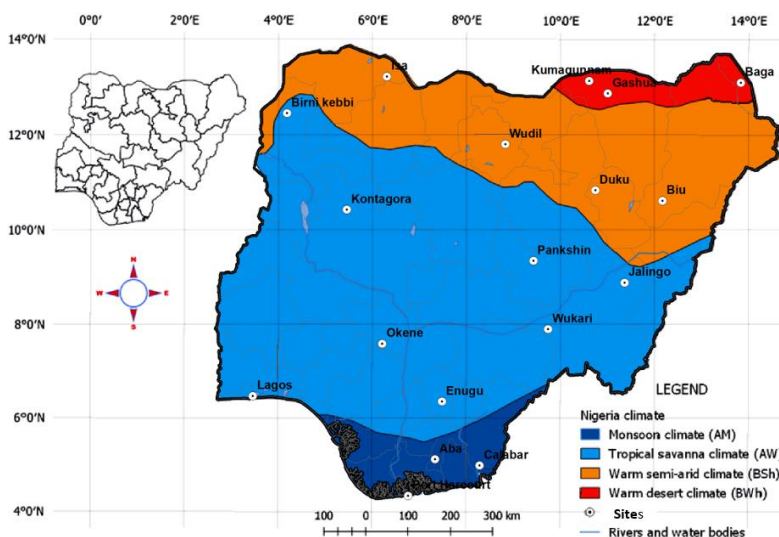 0°0' 2°0'E 4°0'E 6°0'E 8°0'E 10°0'E 12°0'E 14°0'E
14°0'N
12°0'N
10°0'N
8°0'N
6°0'N
4°0'N
Isa
Kumagunnam
Gashua
Baga
Birni kebbi
Wudil
Duku
Biu
Kontagora
Pankshin
Jalingo
Wukari
Okene
Lagos
Enugu
Aba
Calabar
Harcourt
N
W E
S
LEGEND
Nigeria climate
Monsoon climate (AM)
Tropical savanna climate (AW)
Warm semi-arid climate (BSh)
Warm desert climate (BWh)
Sites
Rivers and water bodies
100 0 100 200 300 km